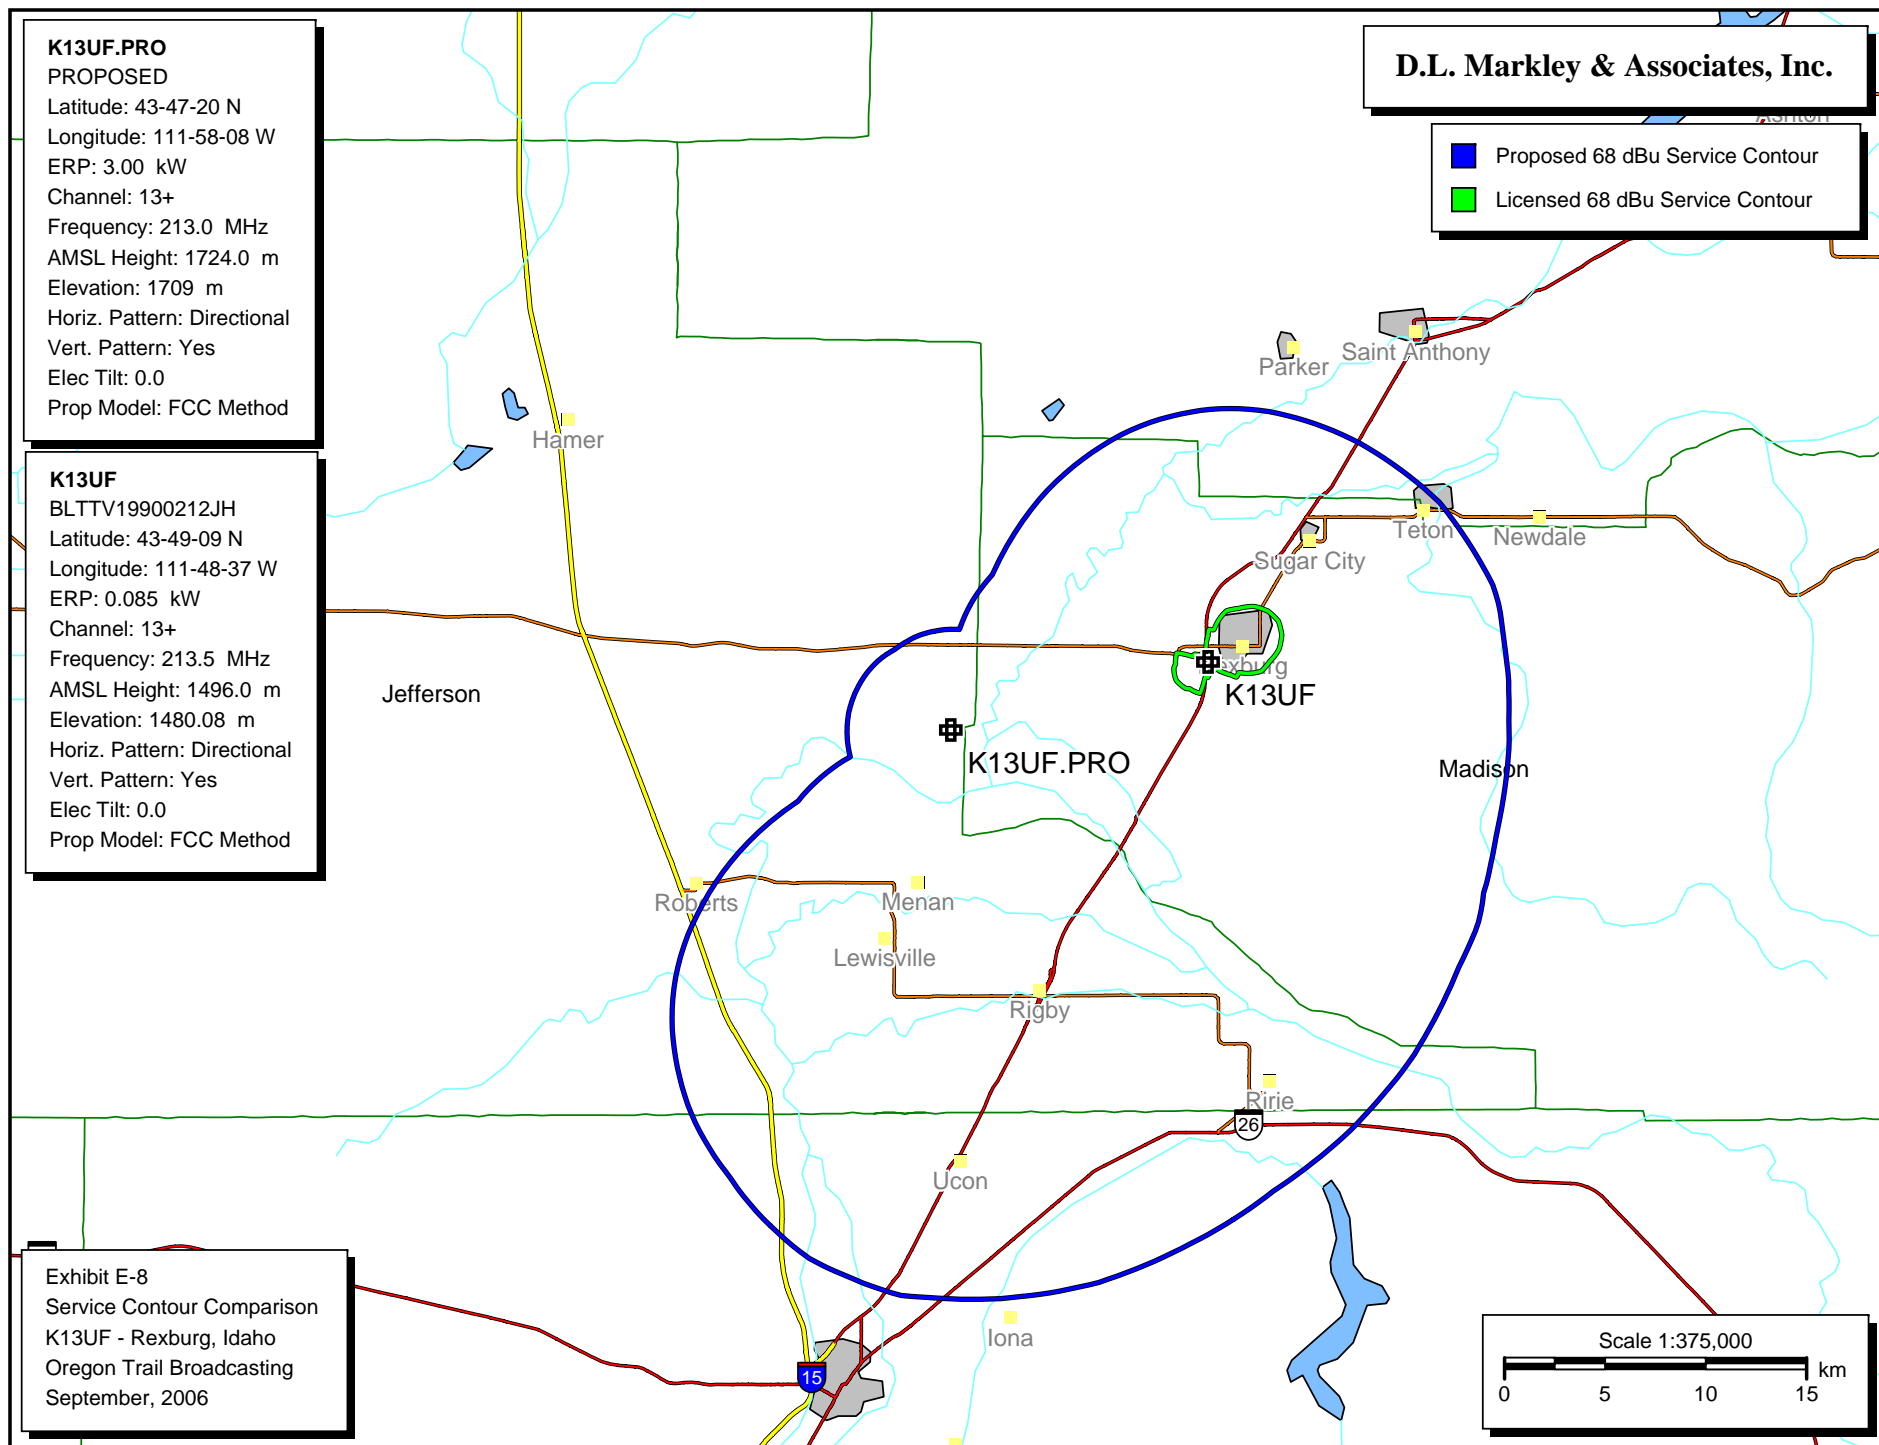 K13UF.PRO
PROPOSED
Latitude: 43-47-20 N
Longitude: 111-58-08 W
ERP: 3.00 kW
Channel: 13+
Frequency: 213.0 MHz
AMSL Height: 1724.0 m
Elevation: 1709 m
Horiz. Pattern: Directional
Vert. Pattern: Yes
Elec Tilt: 0.0
Prop Model: FCC Method
K13UF
BLTTV19900212JH
Latitude: 43-49-09 N
Longitude: 111-48-37 W
ERP: 0.085 kW
Channel: 13+
Frequency: 213.5 MHz
AMSL Height: 1496.0 m
Elevation: 1480.08 m
Horiz. Pattern: Directional
Vert. Pattern: Yes
Elec Tilt: 0.0
Prop Model: FCC Method
D.L. Markley & Associates, Inc.
Ashton
Proposed 68 dBu Service Contour
Licensed 68 dBu Service Contour
Parker
Saint Anthony
Hamer
Teton
Newdale
Sugar City
exburg
K13UF
Jefferson
K13UF.PRO
Madison
Roberts
Menan
Lewisville
Rigby
Ririe
26
Ucon
Iona
15
Exhibit E-8
Service Contour Comparison
K13UF - Rexburg, Idaho
Oregon Trail Broadcasting
September, 2006
Scale 1:375,000
km
0 5 10 15